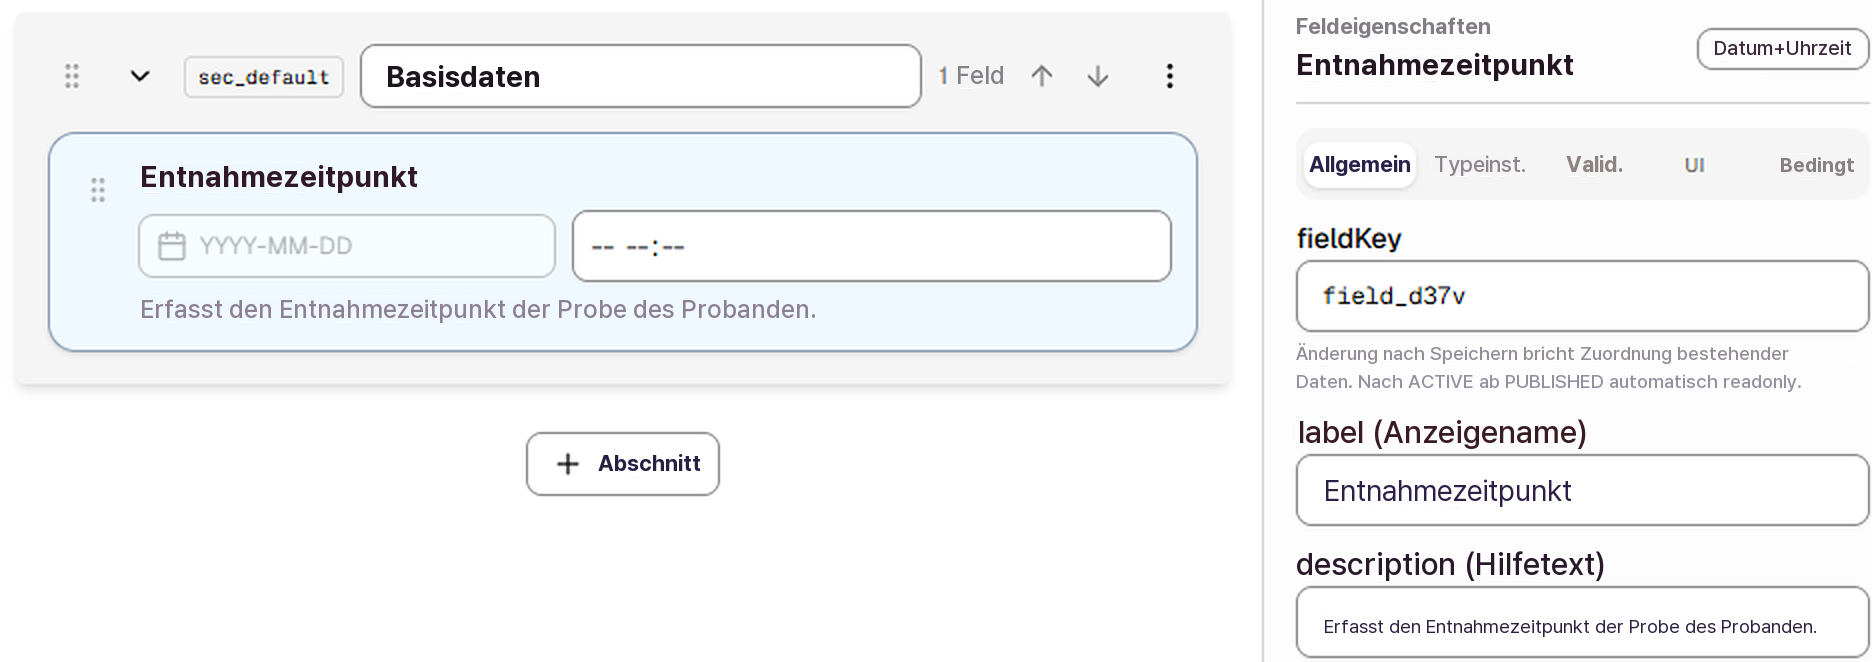 sec_default
Basisdaten
1 Feld
Entnahmezeitpunkt
YYYY-MM-DD
-- --:--
Erfasst den Entnahmezeitpunkt der Probe des Probanden.
Abschnitt
Feldeigenschaften
Entnahmezeitpunkt
Datum+Uhrzeit
Allgemein
Typeinst.
Valid.
UI
Bedingt
fieldKey
field_d37v
Änderung nach Speichern bricht Zuordnung bestehender
Daten. Nach ACTIVE ab PUBLISHED automatisch readonly.
label (Anzeigename)
Entnahmezeitpunkt
description (Hilfetext)
Erfasst den Entnahmezeitpunkt der Probe des Probanden.